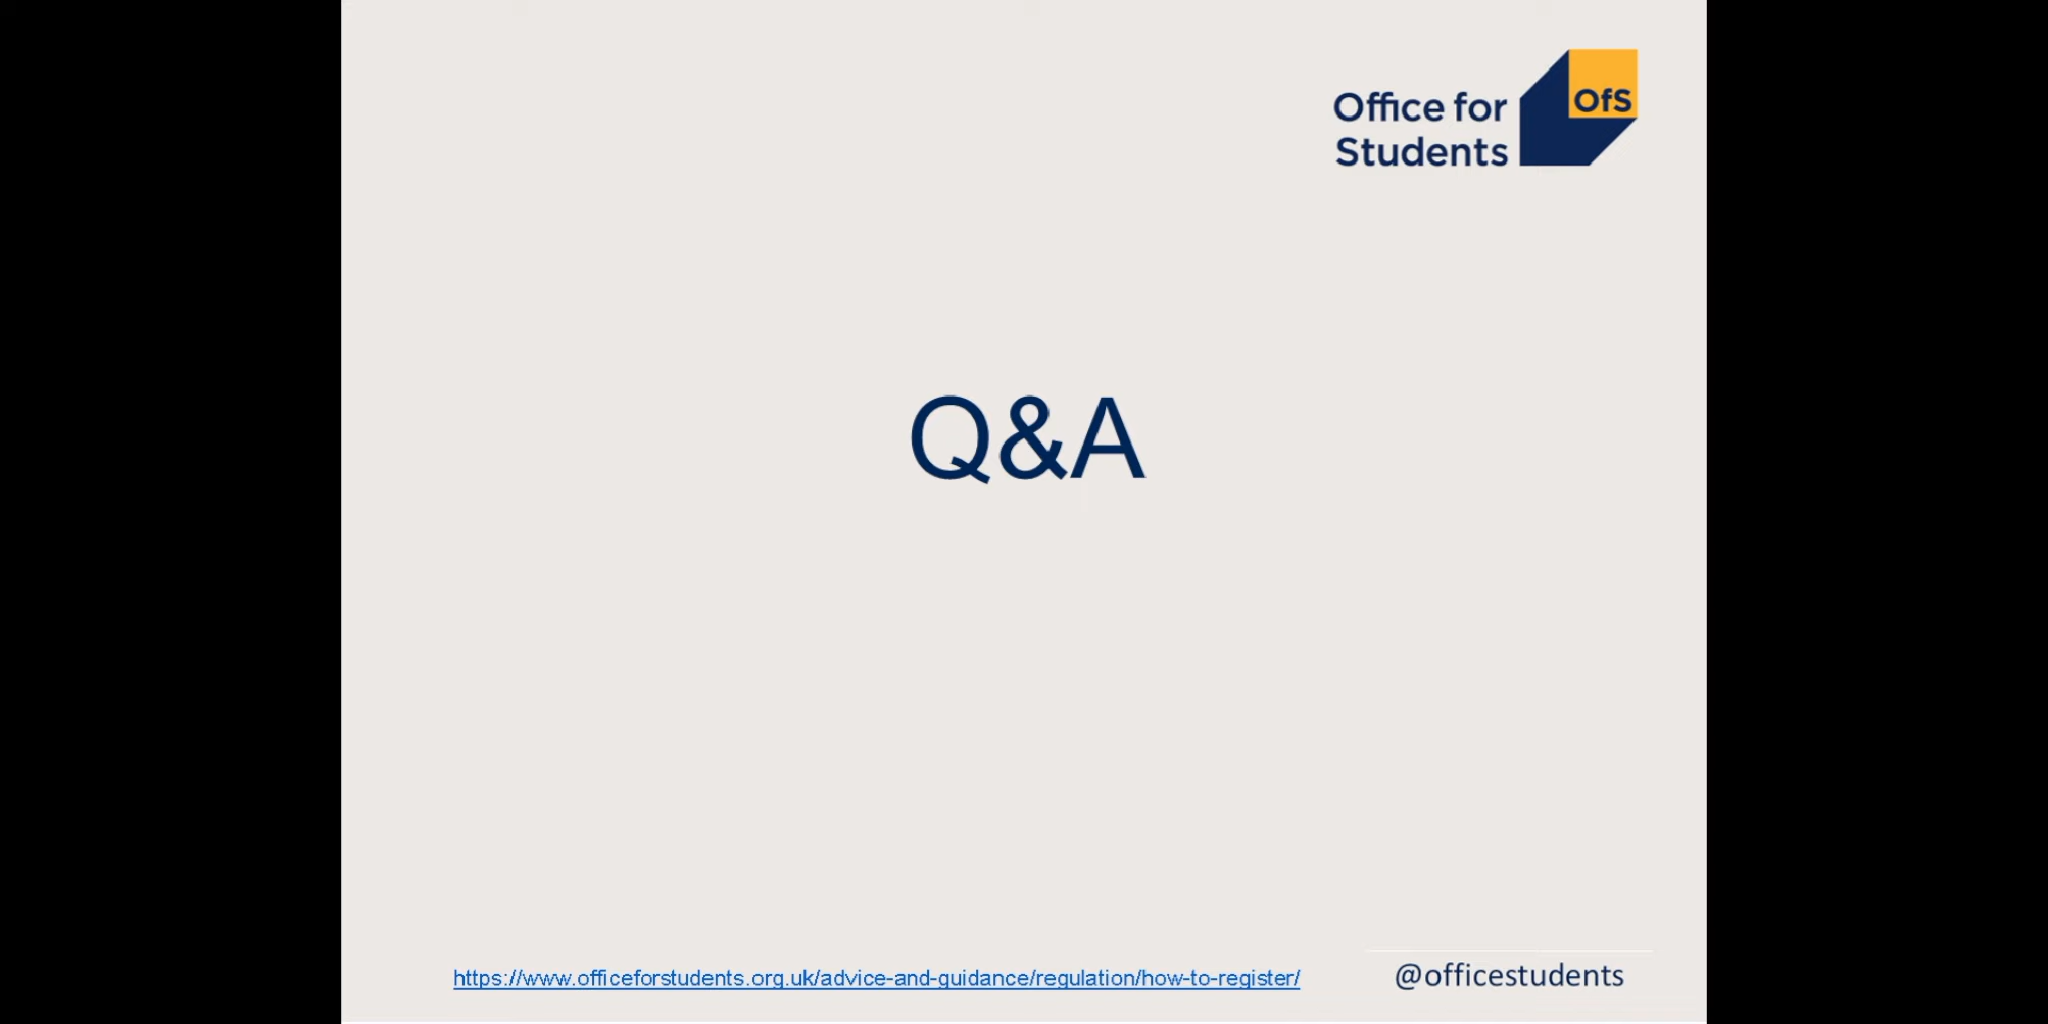 Office for
Students
OfS
Q&A
https://www.officeforstudents.org.uk/advice-and-guidance/regulation/how-to-register/
@officestudents